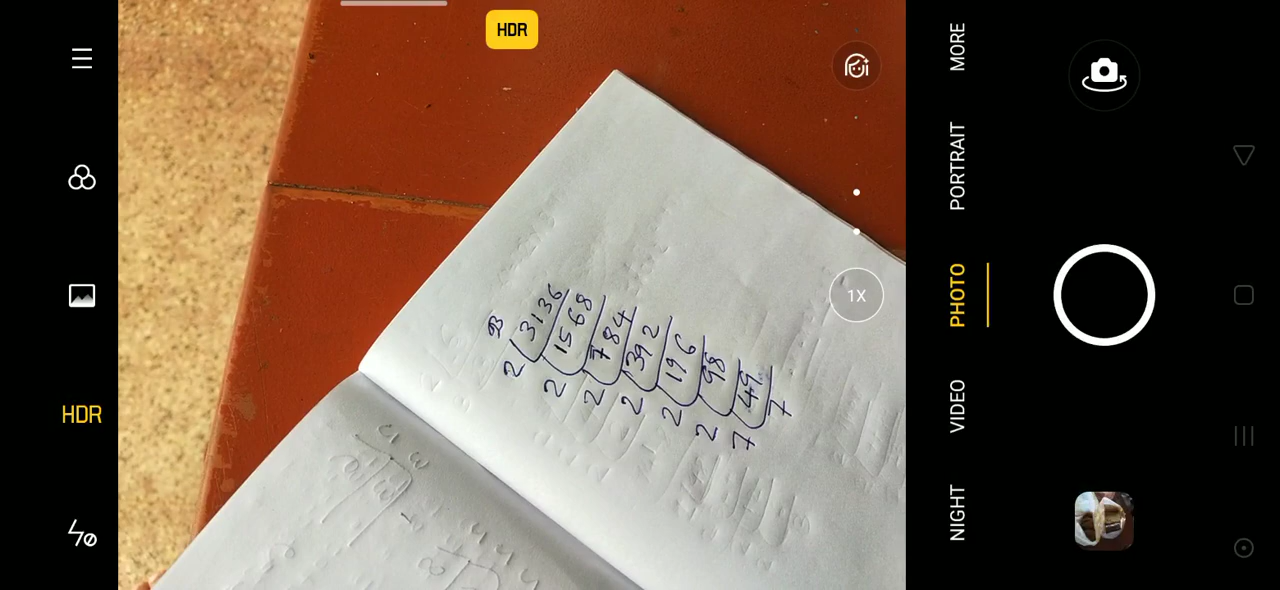 HDR
MORE
PORTRAIT
1X
PHOTO
HDR
VIDEO
NIGHT
2 3136
2 1568
2 784
2 392
2 196
2 98
7 49
7